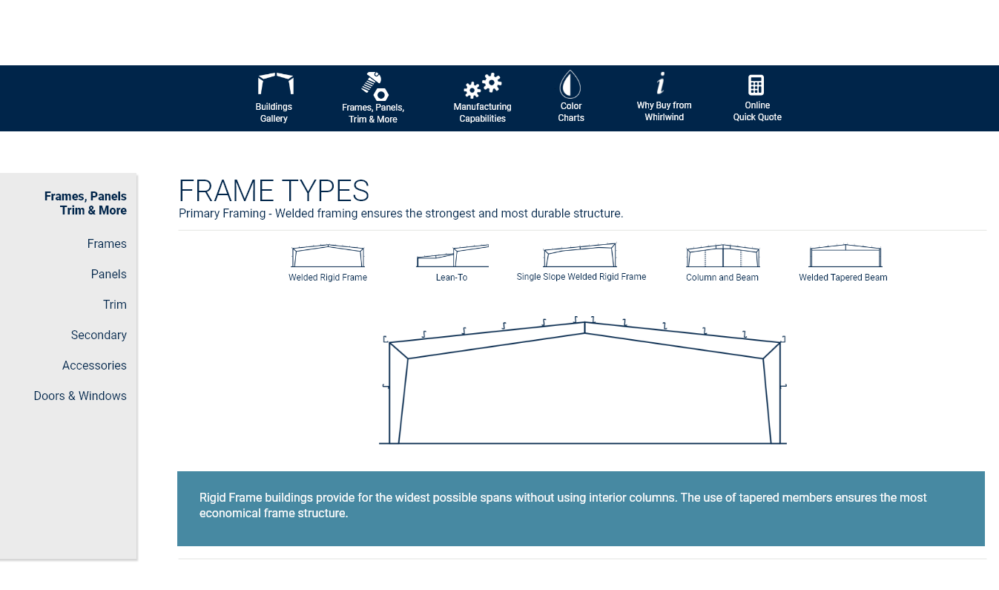 Buildings
Gallery
Frames, Panels,
Trim & More
Manufacturing
Capabilities
Color
Charts
Why Buy from
Whirlwind
Online
Quick Quote
Frames, Panels
Trim & More
Frames
Panels
Trim
Secondary
Accessories
Doors & Windows
FRAME TYPES
Primary Framing - Welded framing ensures the strongest and most durable structure.
Welded Rigid Frame
Lean-To
Single Slope Welded Rigid Frame
Column and Beam
Welded Tapered Beam
Rigid Frame buildings provide for the widest possible spans without using interior columns. The use of tapered members ensures the most
economical frame structure.